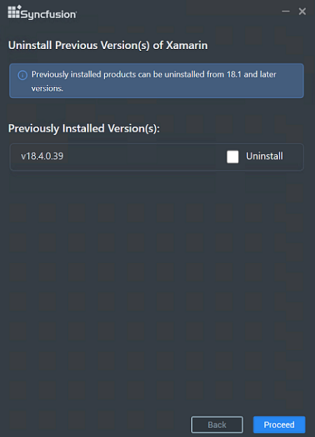 Syncfusion
Uninstall Previous Version(s) of Xamarin
Previously installed products can be uninstalled from 18.1 and later
versions.
Previously Installed Version(s):
v18.4.0.39 Uninstall
Back Proceed